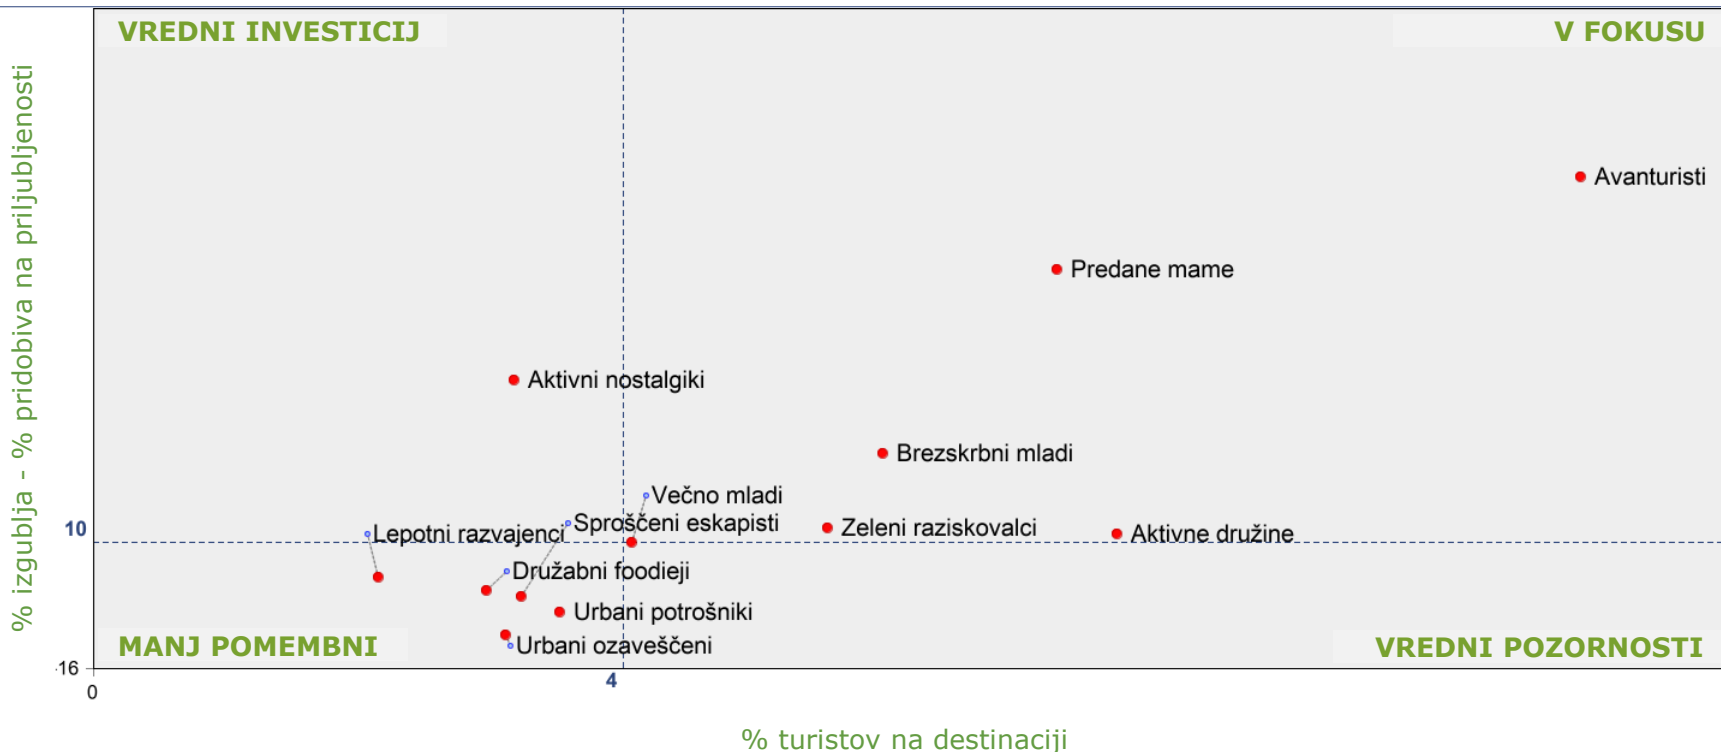 VREDNI INVESTICIJ
V FOKUSU
% izgublja - % pridobiva na priljubljenosti
Avanturisti
Predane mame
Aktivni nostalgiki
Brezskrbni mladi
Večno mladi
Sproščeni eskapisti
Zeleni raziskovalci
10
Lepotni razvajenci
Aktivne družine
Družabni foodieji
Urbani potrošniki
Urbani ozaveščeni
MANJ POMEMBNI
VREDNI POZORNOSTI
-16
0
4
% turistov na destinaciji